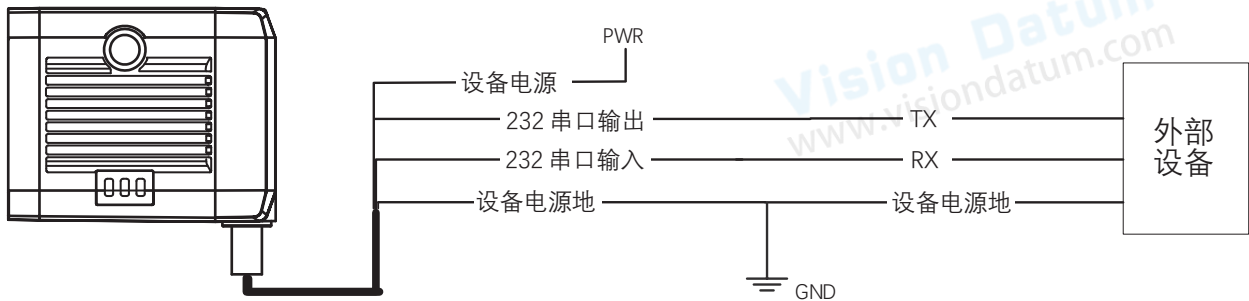 PWR
Vision Datum
www.visiondatum.com
设备电源
232 串口输出
TX
232 串口输入
RX
外部
设备
设备电源地
设备电源地
GND